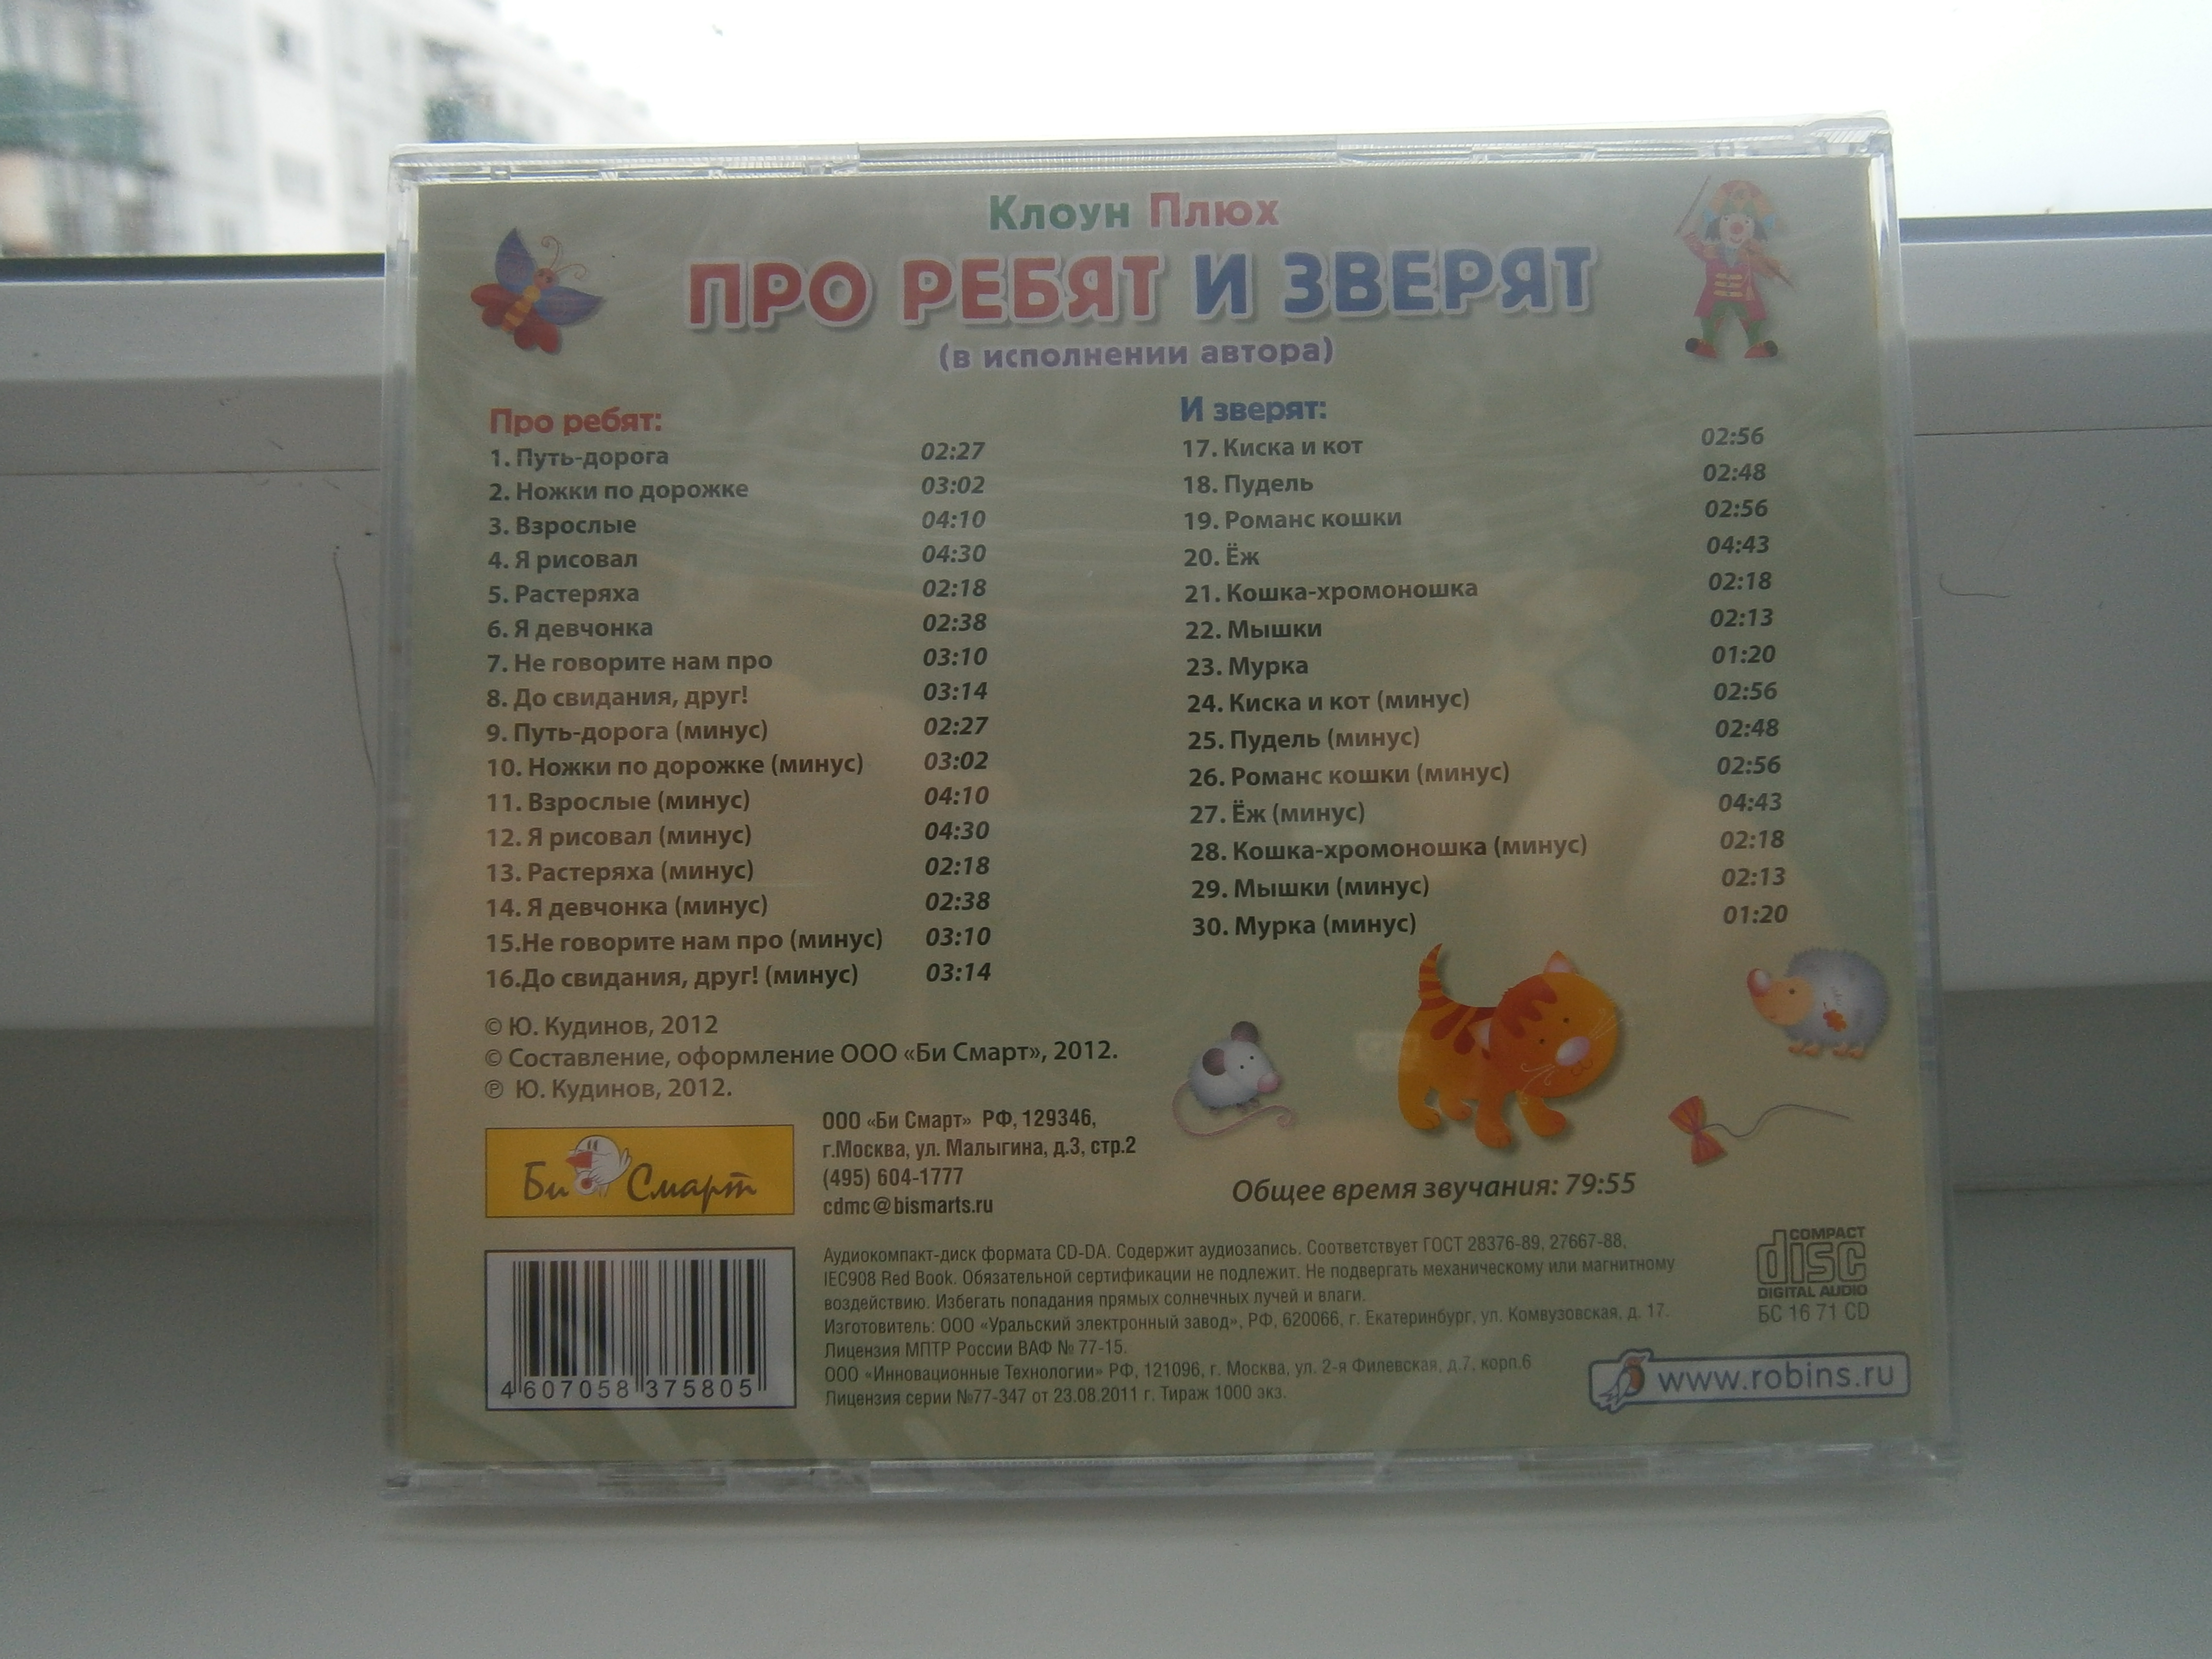 Клоун Плюх
ПРО РЕБЯТ И ЗВЕРЯТ
(в исполнении автора)
Про ребят:
1. Путь-дорога 02:27
2. Ножки по дорожке 03:02
3. Взрослые 04:10
4. Я рисовал 04:30
5. Растеряха 02:18
6. Я девчонка 02:38
7. Не говорите нам про 03:10
8. До свидания, друг! 03:14
9. Путь-дорога (минус) 02:27
10. Ножки по дорожке (минус) 03:02
11. Взрослые (минус) 04:10
12. Я рисовал (минус) 04:30
13. Растеряха (минус) 02:18
14. Я девчонка (минус) 02:38
15.Не говорите нам про (минус) 03:10
16.До свидания, друг! (минус) 03:14
И зверят:
17. Киска и кот 02:56
18. Пудель 02:48
19. Романс кошки 02:56
20. Ёж 04:43
21. Кошка-хромоношка 02:18
22. Мышки 02:13
23. Мурка 01:20
24. Киска и кот (минус) 02:56
25. Пудель (минус) 02:48
26. Романс кошки (минус) 02:56
27. Ёж (минус) 04:43
28. Кошка-хромоношка (минус) 02:18
29. Мышки (минус) 02:13
30. Мурка (минус) 01:20
© Ю. Кудинов, 2012
© Составление, оформление ООО «Би Смарт», 2012.
℗ Ю. Кудинов, 2012.
Би Смарт
ООО «Би Смарт» РФ, 129346,
г.Москва, ул. Малыгина, д.3, стр.2
(495) 604-1777
cdmc@bismarts.ru
Общее время звучания: 79:55
Аудиокомпакт-диск формата CD-DA. Содержит аудиозапись. Соответствует ГОСТ 28376-89, 27667-88,
IEC908 Red Book. Обязательной сертификации не подлежит. Не подвергать механическому или магнитному
воздействию. Избегать попадания прямых солнечных лучей и влаги.
Изготовитель: ООО «Уральский электронный завод», РФ, 620066, г. Екатеринбург, ул. Комвузовская, д. 17.
Лицензия МПТР России ВАФ № 77-15.
ООО «Инновационные Технологии» РФ, 121096, г. Москва, ул. 2-я Филевская, д.7, корп.6
Лицензия серии №77-347 от 23.08.2011 г. Тираж 1000 экз.
4 607058 375805
COMPACT
disc
DIGITAL AUDIO
БС 16 71 CD
www.robins.ru